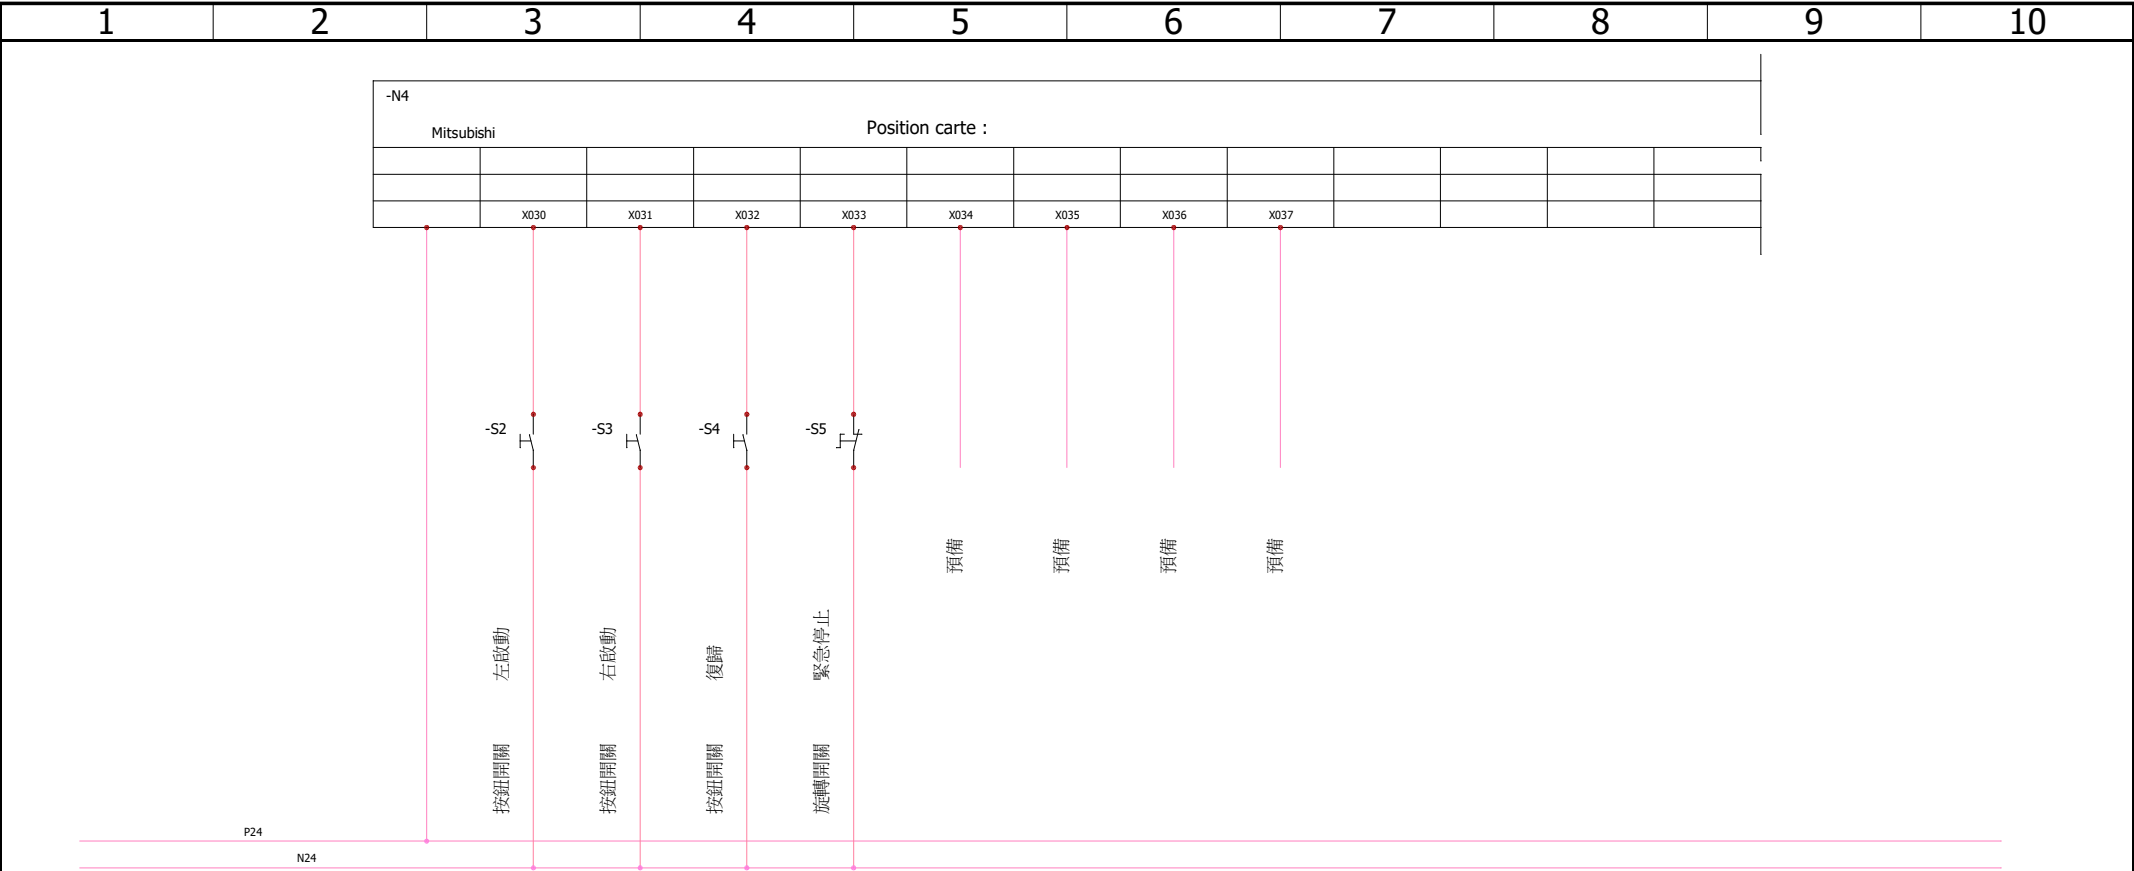 1 2 3 4 5 6 7 8 9 10
-N4
Mitsubishi
Position carte :
X030 X031 X032 X033 X034 X035 X036 X037
-S2 -S3 -S4 -S5
預備 預備 預備 預備
左啟動 右啟動 復歸 緊急停止
按鈕開關 按鈕開關 按鈕開關 旋轉開關
P24
N24